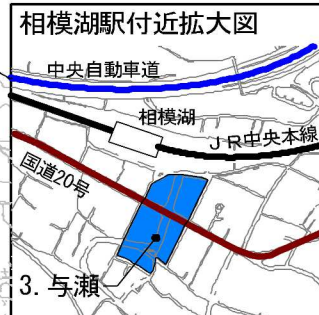 相模湖駅付近拡大図
中央自動車道
相模湖
JR中央本線
国道20号
3. 与瀬